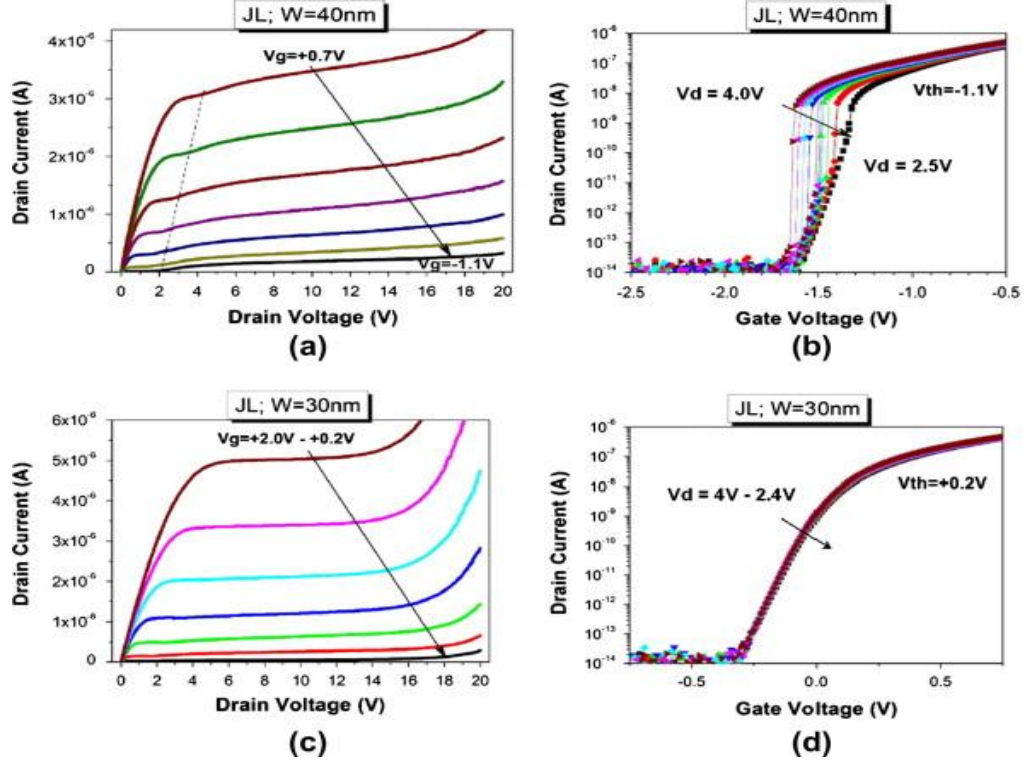 JL; W=40nm
4x10⁻⁶
3x10⁻⁶
2x10⁻⁶
1x10⁻⁶
0
Drain Current (A)
Vg=+0.7V
Vg=-1.1V
0 2 4 6 8 10 12 14 16 18 20
Drain Voltage (V)
(a)
JL; W=40nm
10⁻⁶
10⁻⁷
10⁻⁸
10⁻⁹
10⁻¹⁰
10⁻¹¹
10⁻¹²
10⁻¹³
10⁻¹⁴
Drain Current (A)
Vd = 4.0V
Vth=-1.1V
Vd = 2.5V
-2.5 -2.0 -1.5 -1.0 -0.5
Gate Voltage (V)
(b)
JL; W=30nm
6x10⁻⁶
5x10⁻⁶
4x10⁻⁶
3x10⁻⁶
2x10⁻⁶
1x10⁻⁶
0
Drain Current (A)
Vg=+2.0V - +0.2V
0 2 4 6 8 10 12 14 16 18 20
Drain Voltage (V)
(c)
JL; W=30nm
10⁻⁶
10⁻⁷
10⁻⁸
10⁻⁹
10⁻¹⁰
10⁻¹¹
10⁻¹²
10⁻¹³
10⁻¹⁴
Drain Current (A)
Vd = 4V - 2.4V
Vth=+0.2V
-0.5 0.0 0.5
Gate Voltage (V)
(d)